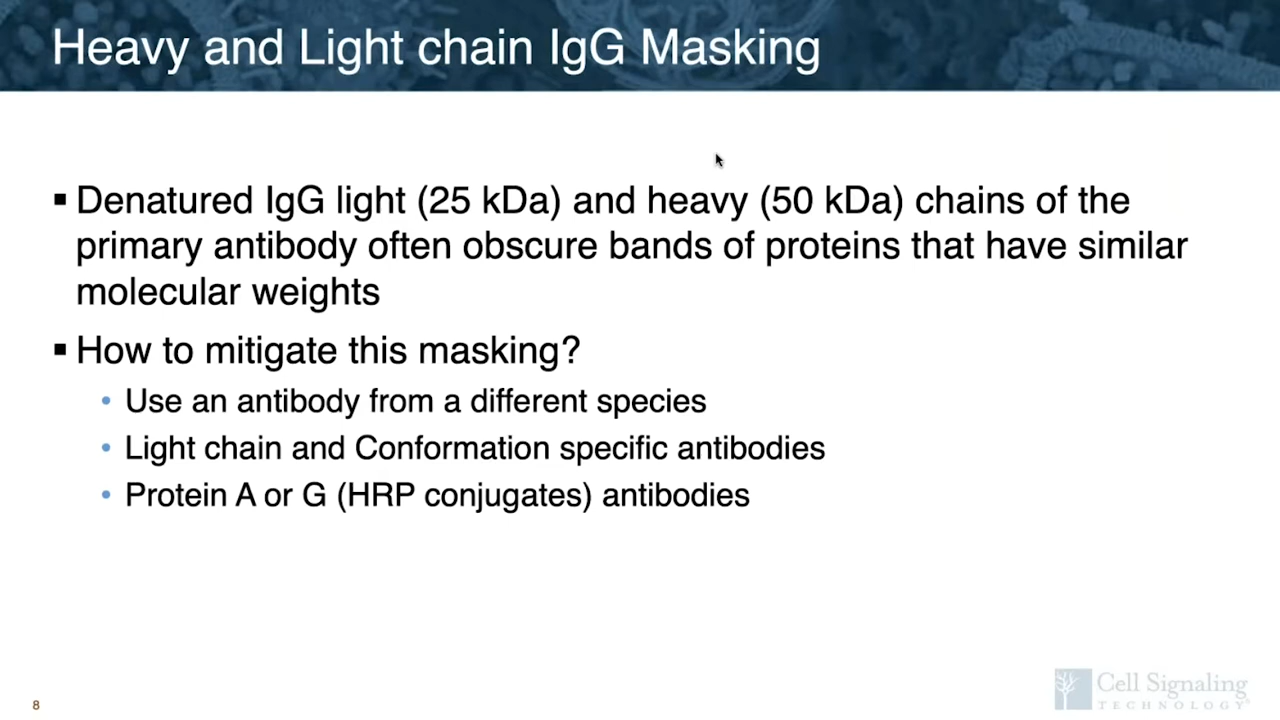 Heavy and Light chain IgG Masking
▪ Denatured IgG light (25 kDa) and heavy (50 kDa) chains of the
primary antibody often obscure bands of proteins that have similar
molecular weights
▪ How to mitigate this masking?
• Use an antibody from a different species
• Light chain and Conformation specific antibodies
• Protein A or G (HRP conjugates) antibodies
8
Cell Signaling
TECHNOLOGY®